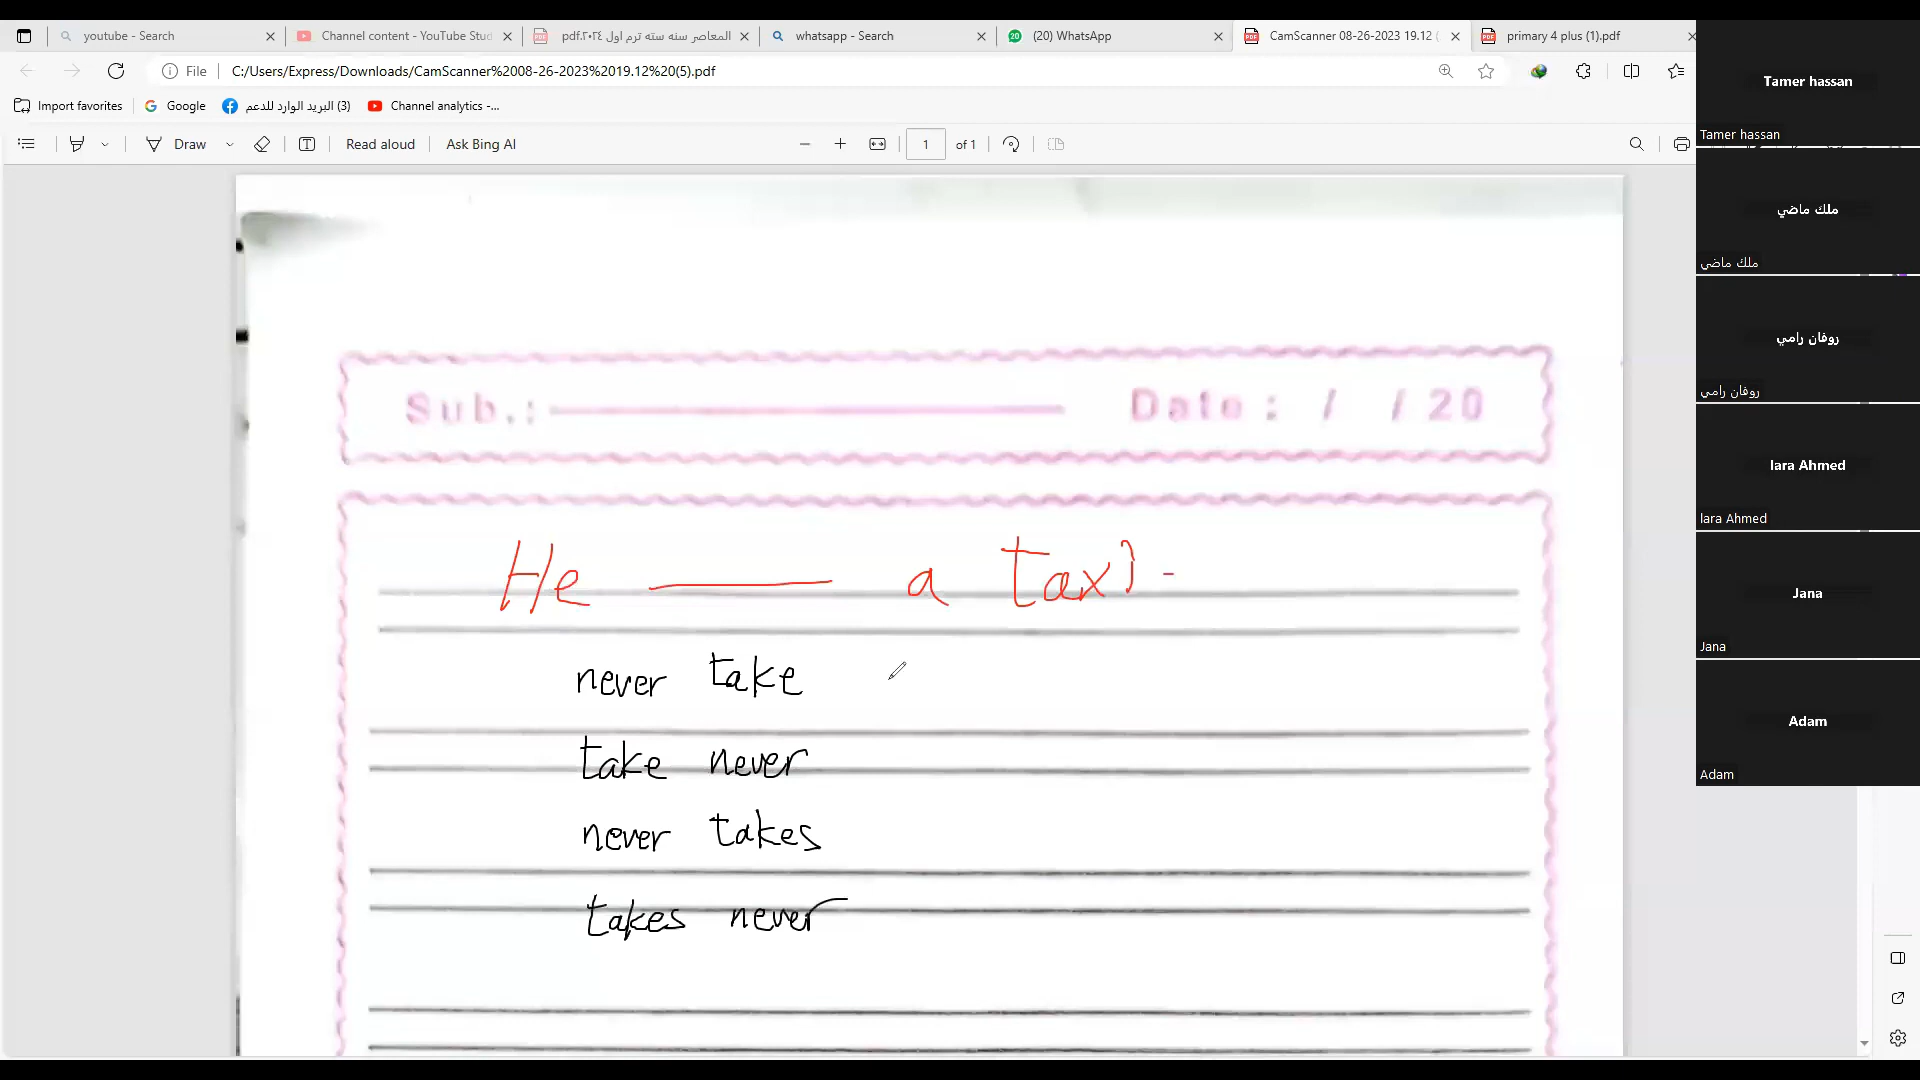 youtube - Search
Channel content - YouTube Stud
المعاصر سنه سته ترم اول ٢٠٢٤.pdf
whatsapp - Search
(20) WhatsApp
CamScanner 08-26-2023 19.12 (
primary 4 plus (1).pdf
File
C:/Users/Express/Downloads/CamScanner%2008-26-2023%2019.12%20(5).pdf
Import favorites
Google
(3) البريد الوارد للدعم
Channel analytics -...
Draw
Read aloud
Ask Bing AI
1
of 1
Sub.:
Date: / /20
He ——— a taxi.
never take
take never
never takes
takes never
Tamer hassan
Tamer hassan
ملك ماضي
ملك ماضي
روفان رامي
روفان رامي
lara Ahmed
lara Ahmed
Jana
Jana
Adam
Adam